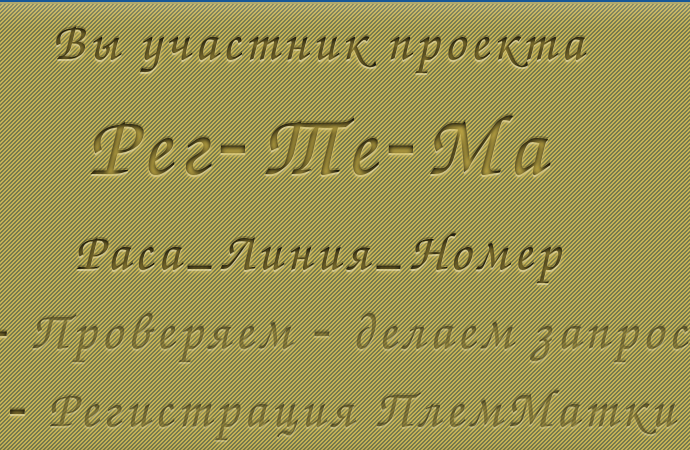 Вы участник проекта
Рег- Те- Ма
Раса_Линия_Номер
- Проверяем - делаем запрос
- Регистрация ПлемМатки